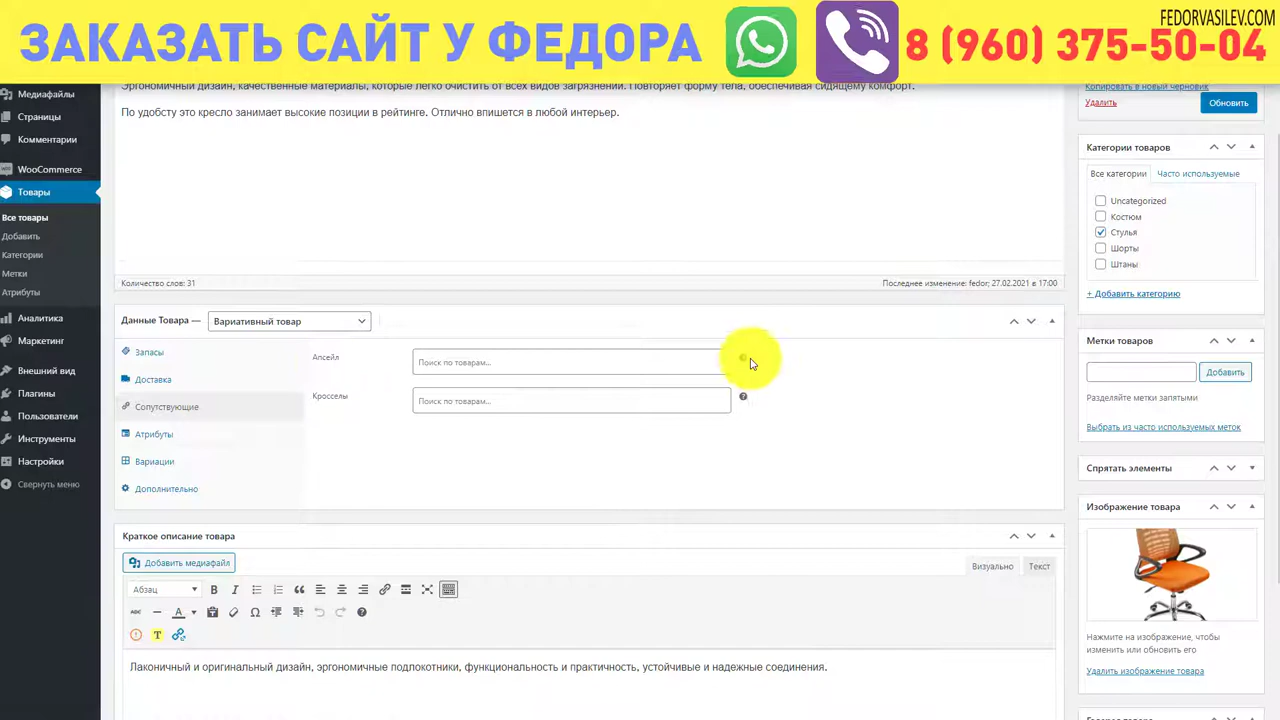 FEDORVASILEV.COM
ЗАКАЗАТЬ САЙТ У ФЕДОРА
8 (960) 375-50-04
Медиафайлы
Страницы
Комментарии
WooCommerce
Товары
Все товары
Добавить
Категории
Метки
Атрибуты
Аналитика
Маркетинг
Внешний вид
Плагины
Пользователи
Инструменты
Настройки
Свернуть меню
Эргономичный дизайн, качественные материалы, которые легко очистить от всех видов загрязнений. Повторяет форму тела, обеспечивая сидящему комфорт.
По удобсту это кресло занимает высокие позиции в рейтинге. Отлично впишется в любой интерьер.
Количество слов: 31
Последнее изменение: fedor; 27.02.2021 в 17:00
Данные Товара —
Вариативный товар
Запасы
Доставка
Сопутствующие
Атрибуты
Вариации
Дополнительно
Апсейл
Поиск по товарам...
Кросселы
Поиск по товарам...
Краткое описание товара
Добавить медиафайл
Визуально
Текст
Абзац
Лаконичный и оригинальный дизайн, эргономичные подлокотники, функциональность и практичность, устойчивые и надежные соединения.
Копировать в новый черновик
Удалить
Обновить
Категории товаров
Все категории
Часто используемые
Uncategorized
Костюм
Стулья
Шорты
Штаны
+ Добавить категорию
Метки товаров
Добавить
Разделяйте метки запятыми
Выбрать из часто используемых меток
Спрятать элементы
Изображение товара
Нажмите на изображение, чтобы
изменить или обновить его
Удалить изображение товара